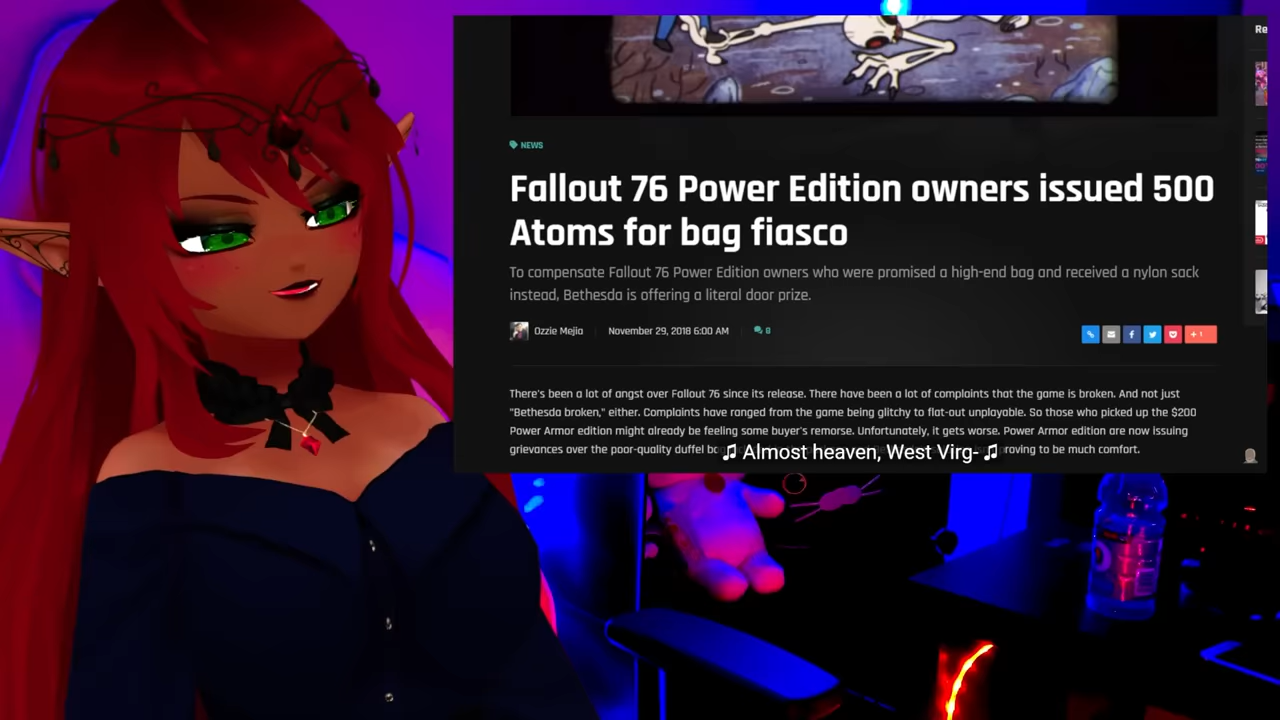 Re
NEWS
Fallout 76 Power Edition owners issued 500
Atoms for bag fiasco
To compensate Fallout 76 Power Edition owners who were promised a high-end bag and received a nylon sack
instead, Bethesda is offering a literal door prize.
Ozzie Mejia November 29, 2018 6:00 AM 8
+ 1
There's been a lot of angst over Fallout 76 since its release. There have been a lot of complaints that the game is broken. And not just
"Bethesda broken," either. Complaints have ranged from the game being glitchy to flat-out unplayable. So those who picked up the $200
Power Armor edition might already be feeling some buyer's remorse. Unfortunately, it gets worse. Power Armor edition are now issuing
grievances over the poor-quality duffel proving to be much comfort.
♫ Almost heaven, West Virg- ♫